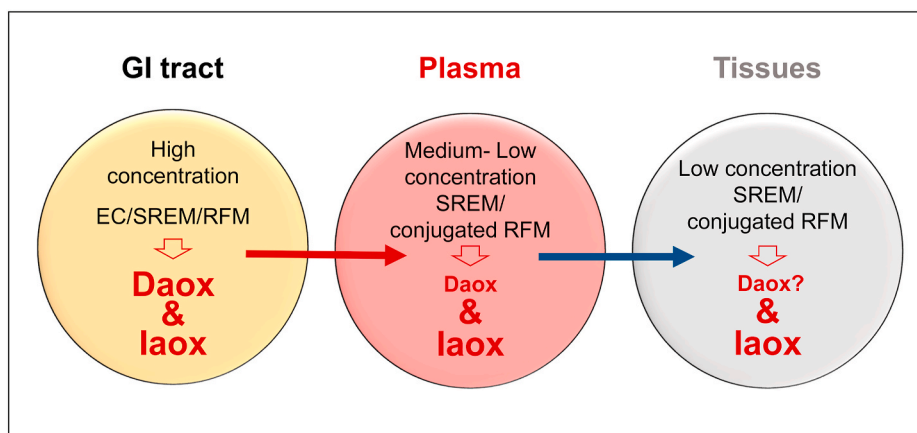 GI tract
High
concentration
EC/SREM/RFM
Daox
&
Iaox
Plasma
Medium- Low
concentration
SREM/
conjugated RFM
Daox
&
Iaox
Tissues
Low concentration
SREM/
conjugated RFM
Daox?
&
Iaox